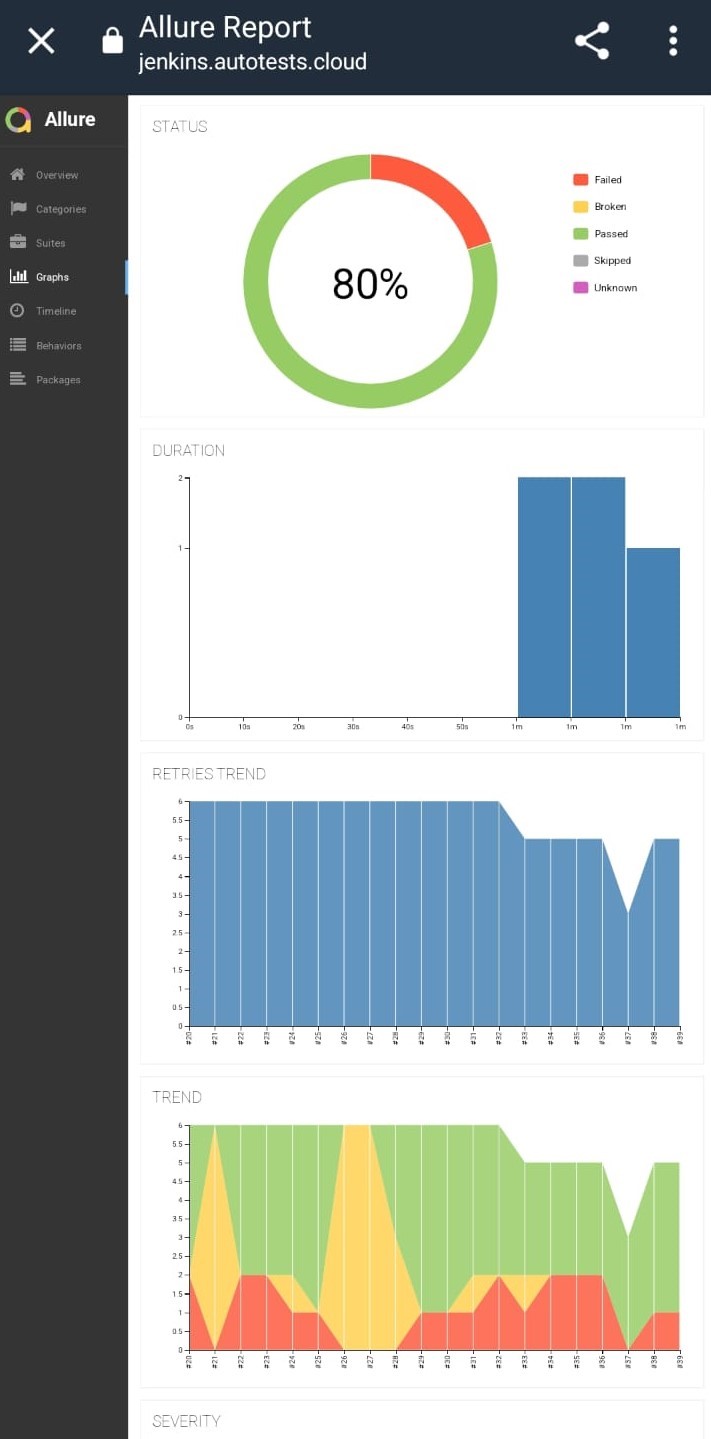 Allure Report
jenkins.autotests.cloud
Allure
Overview
Categories
Suites
Graphs
Timeline
Behaviors
Packages
STATUS
80%
Failed
Broken
Passed
Skipped
Unknown
DURATION
2
1
0
0s 10s 20s 30s 40s 50s 1m 1m 1m 1m
RETRIES TREND
6
5.5
5
4.5
4
3.5
3
2.5
2
1.5
1
0.5
0
#20 #21 #22 #23 #24 #25 #26 #27 #28 #29 #30 #31 #32 #33 #34 #35 #36 #37 #38 #39
TREND
6
5.5
5
4.5
4
3.5
3
2.5
2
1.5
1
0.5
0
#20 #21 #22 #23 #24 #25 #26 #27 #28 #29 #30 #31 #32 #33 #34 #35 #36 #37 #38 #39
SEVERITY